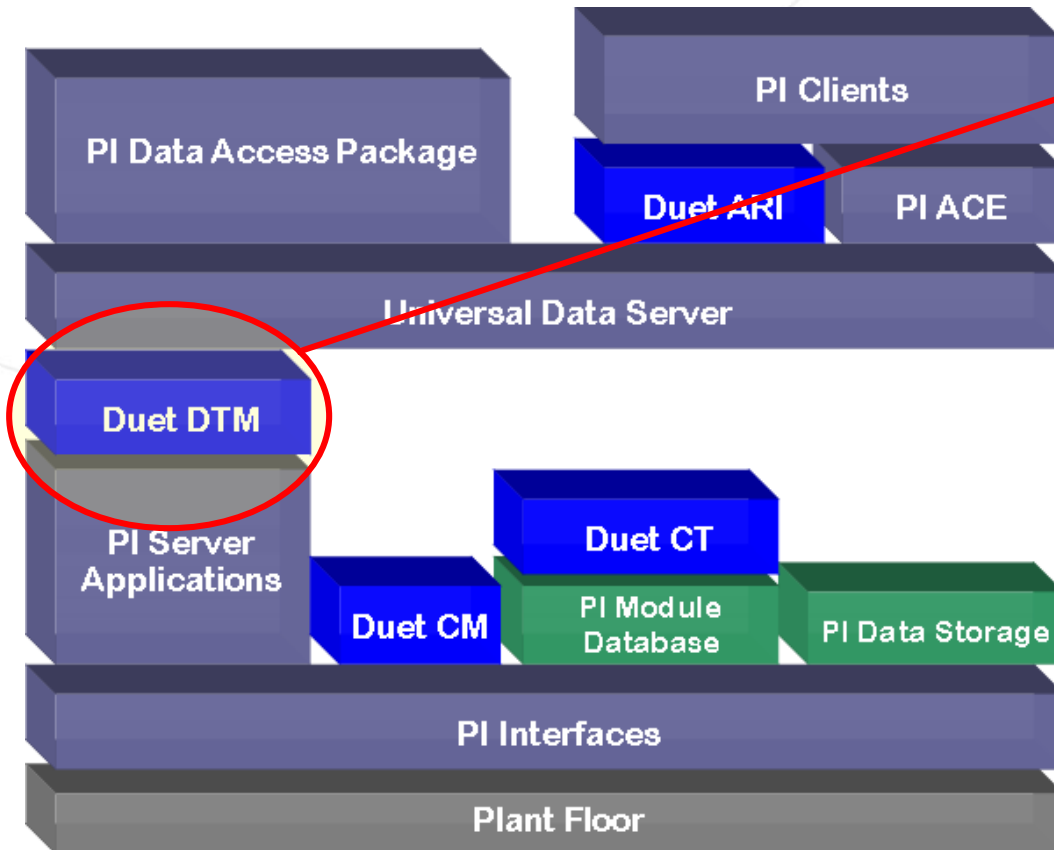 PI Clients
PI Data Access Package
Duet ARI
PI ACE
Universal Data Server
Duet DTM
PI Server
Applications
Duet CT
Duet CM
PI Module
Database
PI Data Storage
PI Interfaces
Plant Floor